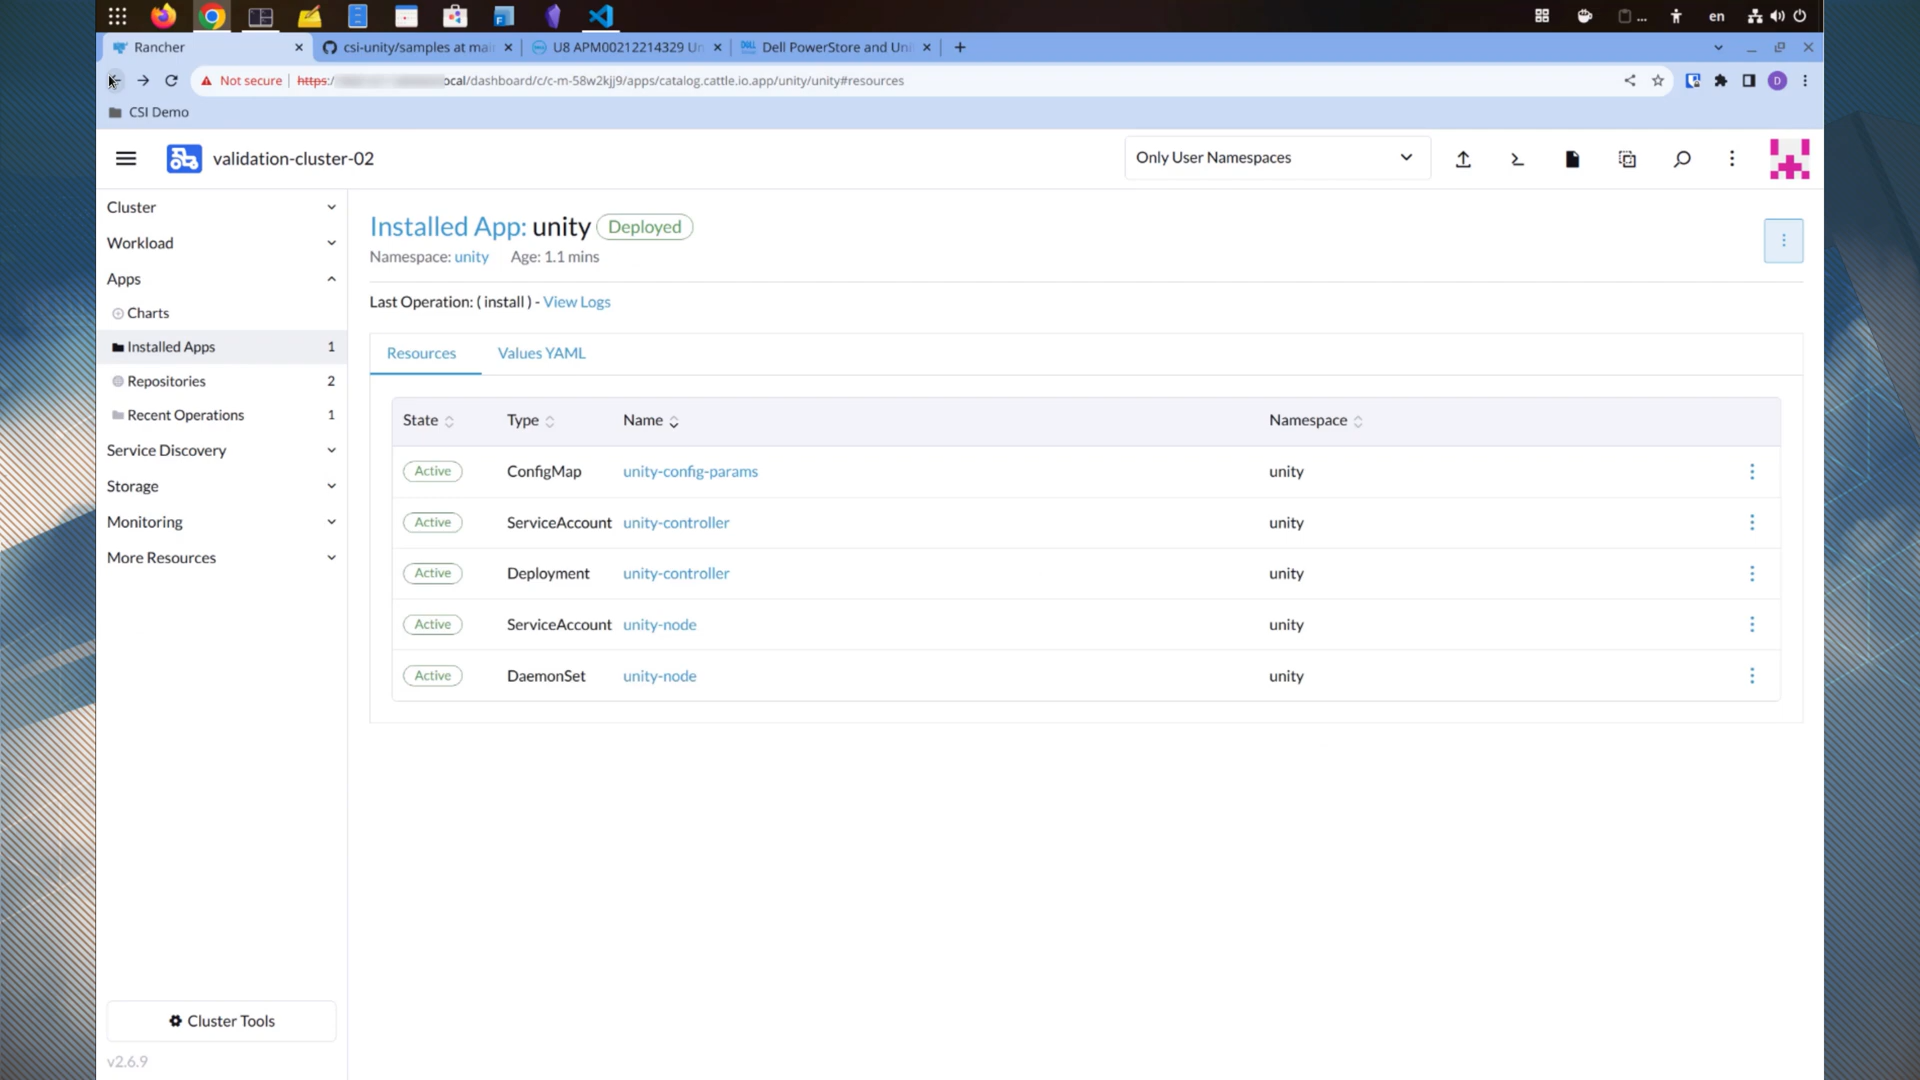 en
Rancher
csi-unity/samples at mai
U8 APM00212214329 Un
Dell PowerStore and Uni
Not secure
https:/
ocal/dashboard/c/c-m-58w2kjj9/apps/catalog.cattle.io.app/unity/unity#resources
D
CSI Demo
validation-cluster-02
Only User Namespaces
Cluster
Workload
Apps
Charts
Installed Apps 1
Repositories 2
Recent Operations 1
Service Discovery
Storage
Monitoring
More Resources
Cluster Tools
v2.6.9
Installed App: unity Deployed
Namespace: unity Age: 1.1 mins
Last Operation: ( install ) - View Logs
Resources Values YAML
State Type Name Namespace
Active ConfigMap unity-config-params unity
Active ServiceAccount unity-controller unity
Active Deployment unity-controller unity
Active ServiceAccount unity-node unity
Active DaemonSet unity-node unity